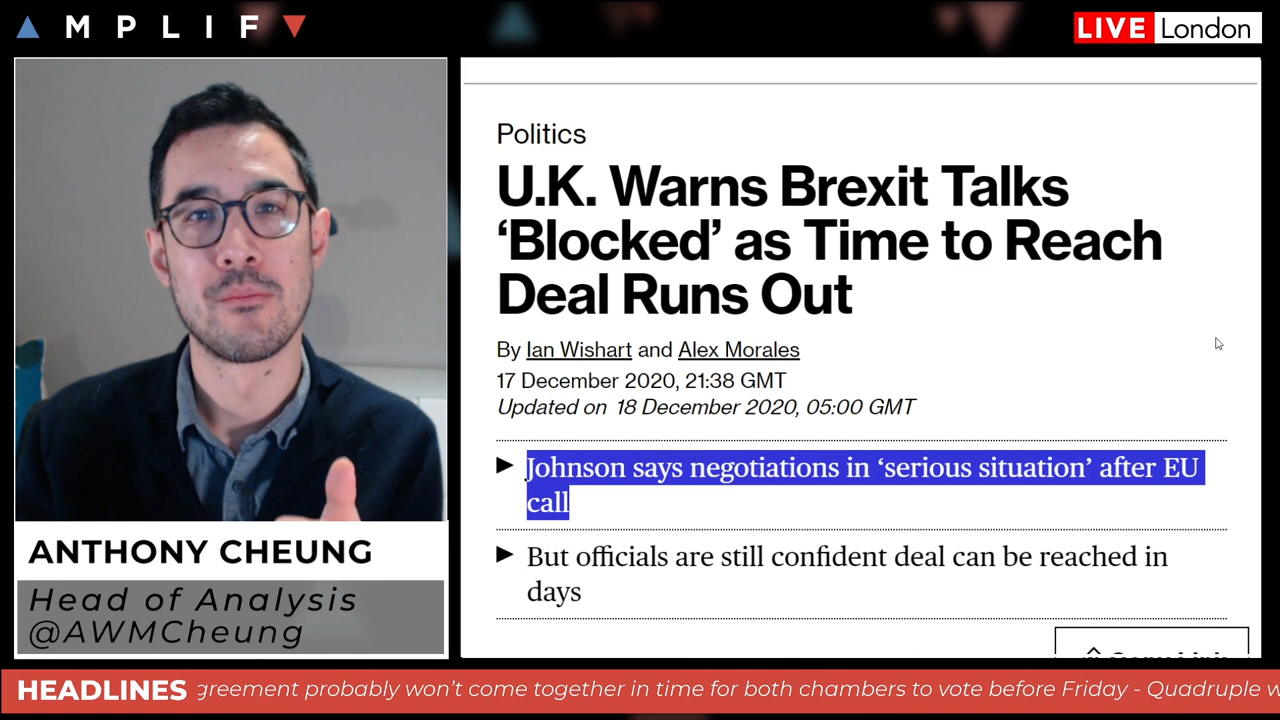 AMPLIFY
LIVE London
Politics
U.K. Warns Brexit Talks
‘Blocked’ as Time to Reach
Deal Runs Out
By Ian Wishart and Alex Morales
17 December 2020, 21:38 GMT
Updated on 18 December 2020, 05:00 GMT
Johnson says negotiations in ‘serious situation’ after EU
call
But officials are still confident deal can be reached in
days
ANTHONY CHEUNG
Head of Analysis
@AWMCheung
HEADLINES greement probably won’t come together in time for both chambers to vote before Friday - Quadruple w